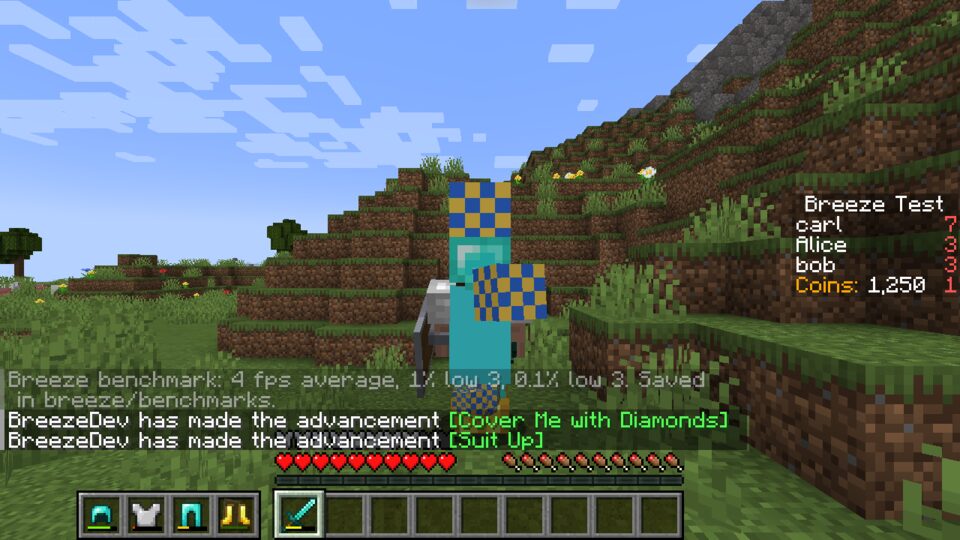 Breeze Test
carl 7
Alice 3
bob 3
Coins: 1,250 1
Breeze benchmark: 4 fps average, 1% low 3, 0.1% low 3. Saved
in breeze/benchmarks.
BreezeDev has made the advancement [Cover Me with Diamonds]
BreezeDev has made the advancement [Suit Up]